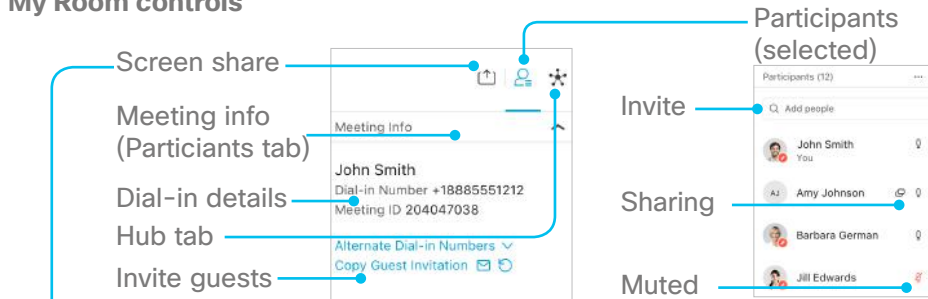 My Room controls
Screen share
Meeting info
(Particiants tab)
Dial-in details
Hub tab
Invite guests
Meeting Info
John Smith
Dial-in Number +18885551212
Meeting ID 204047038
Alternate Dial-in Numbers
Copy Guest Invitation
Participants
(selected)
Invite
Sharing
Muted
Participants (12)
Add people
John Smith
You
AJ Amy Johnson
Barbara German
Jill Edwards